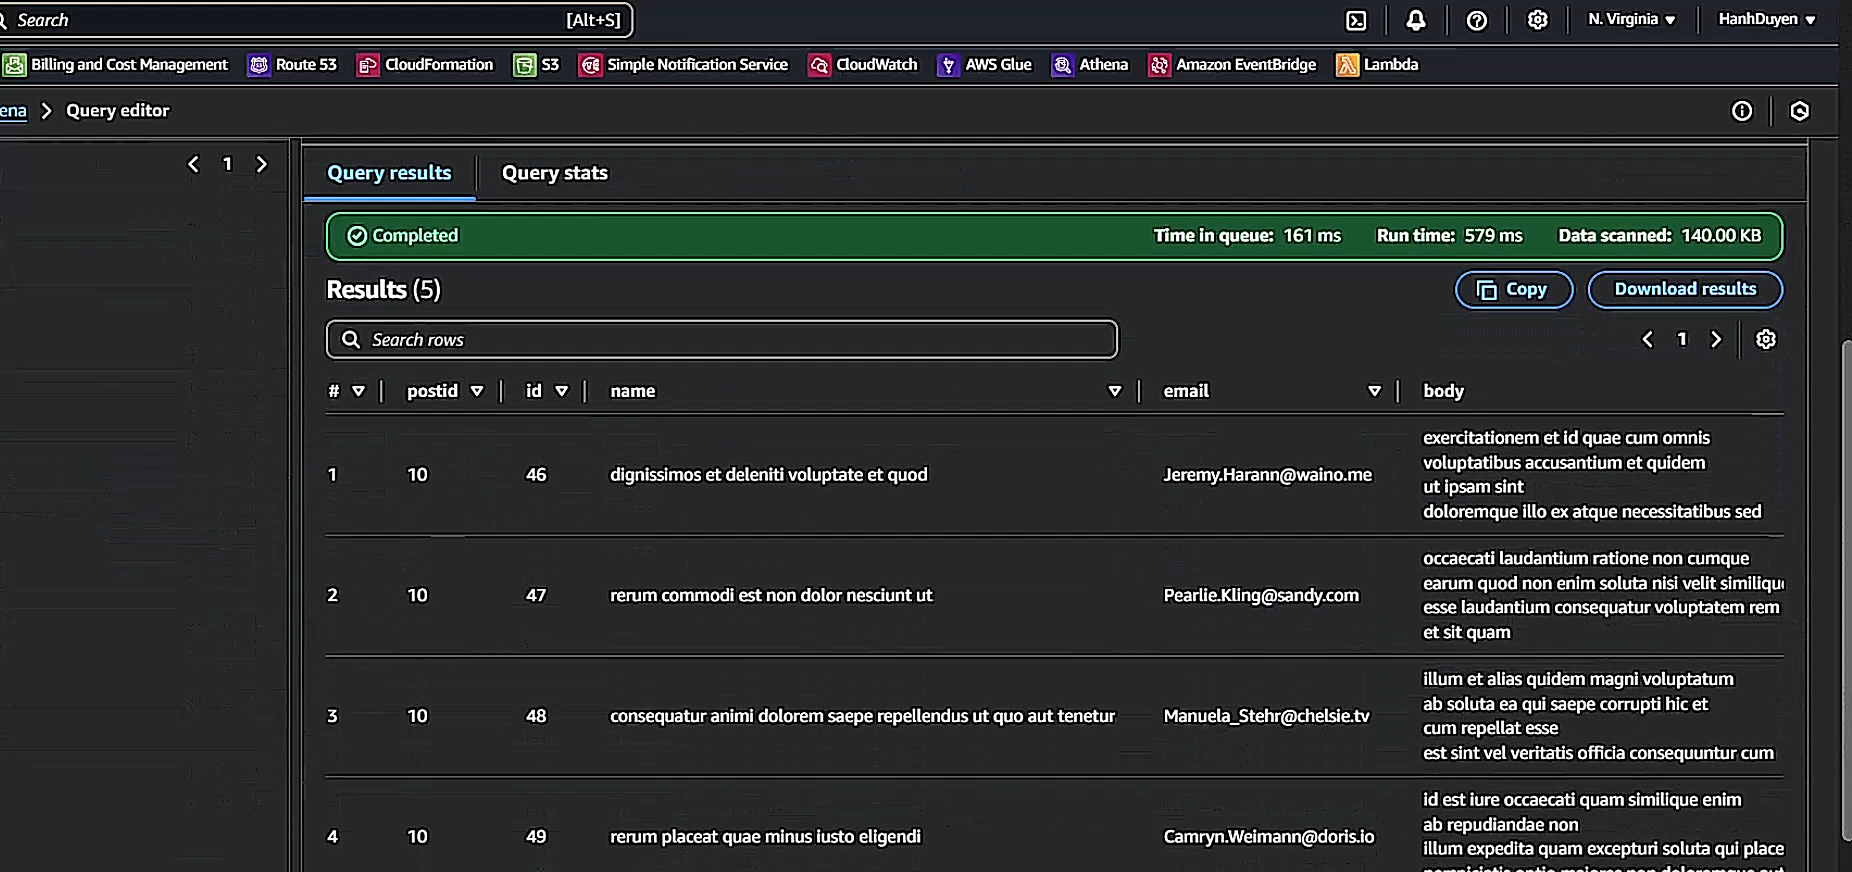 Search [Alt+S] N. Virginia HanhDuyen
Billing and Cost Management Route 53 CloudFormation S3 Simple Notification Service CloudWatch AWS Glue Athena Amazon EventBridge Lambda
ena Query editor
1
Query results Query stats
Completed Time in queue: 161 ms Run time: 579 ms Data scanned: 140.00 KB
Results (5) Copy Download results
Search rows 1
# postid id name email body
1 10 46 dignissimos et deleniti voluptate et quod Jeremy.Harann@waino.me
exercitationem et id quae cum omnis
voluptatibus accusantium et quidem
ut ipsam sint
doloremque illo ex atque necessitatibus sed
2 10 47 rerum commodi est non dolor nesciunt ut Pearlie.Kling@sandy.com
occaecati laudantium ratione non cumque
earum quod non enim soluta nisi velit similiqu
esse laudantium consequatur voluptatem rem
et sit quam
3 10 48 consequatur animi dolorem saepe repellendus ut quo aut tenetur Manuela_Stehr@chelsie.tv
illum et alias quidem magni voluptatum
ab soluta ea qui saepe corrupti hic et
cum repellat esse
est sint vel veritatis officia consequuntur cum
4 10 49 rerum placeat quae minus iusto eligendi Camryn.Weimann@doris.io
id est iure occaecati quam similique enim
ab repudiandae non
illum expedita quam excepturi soluta qui place